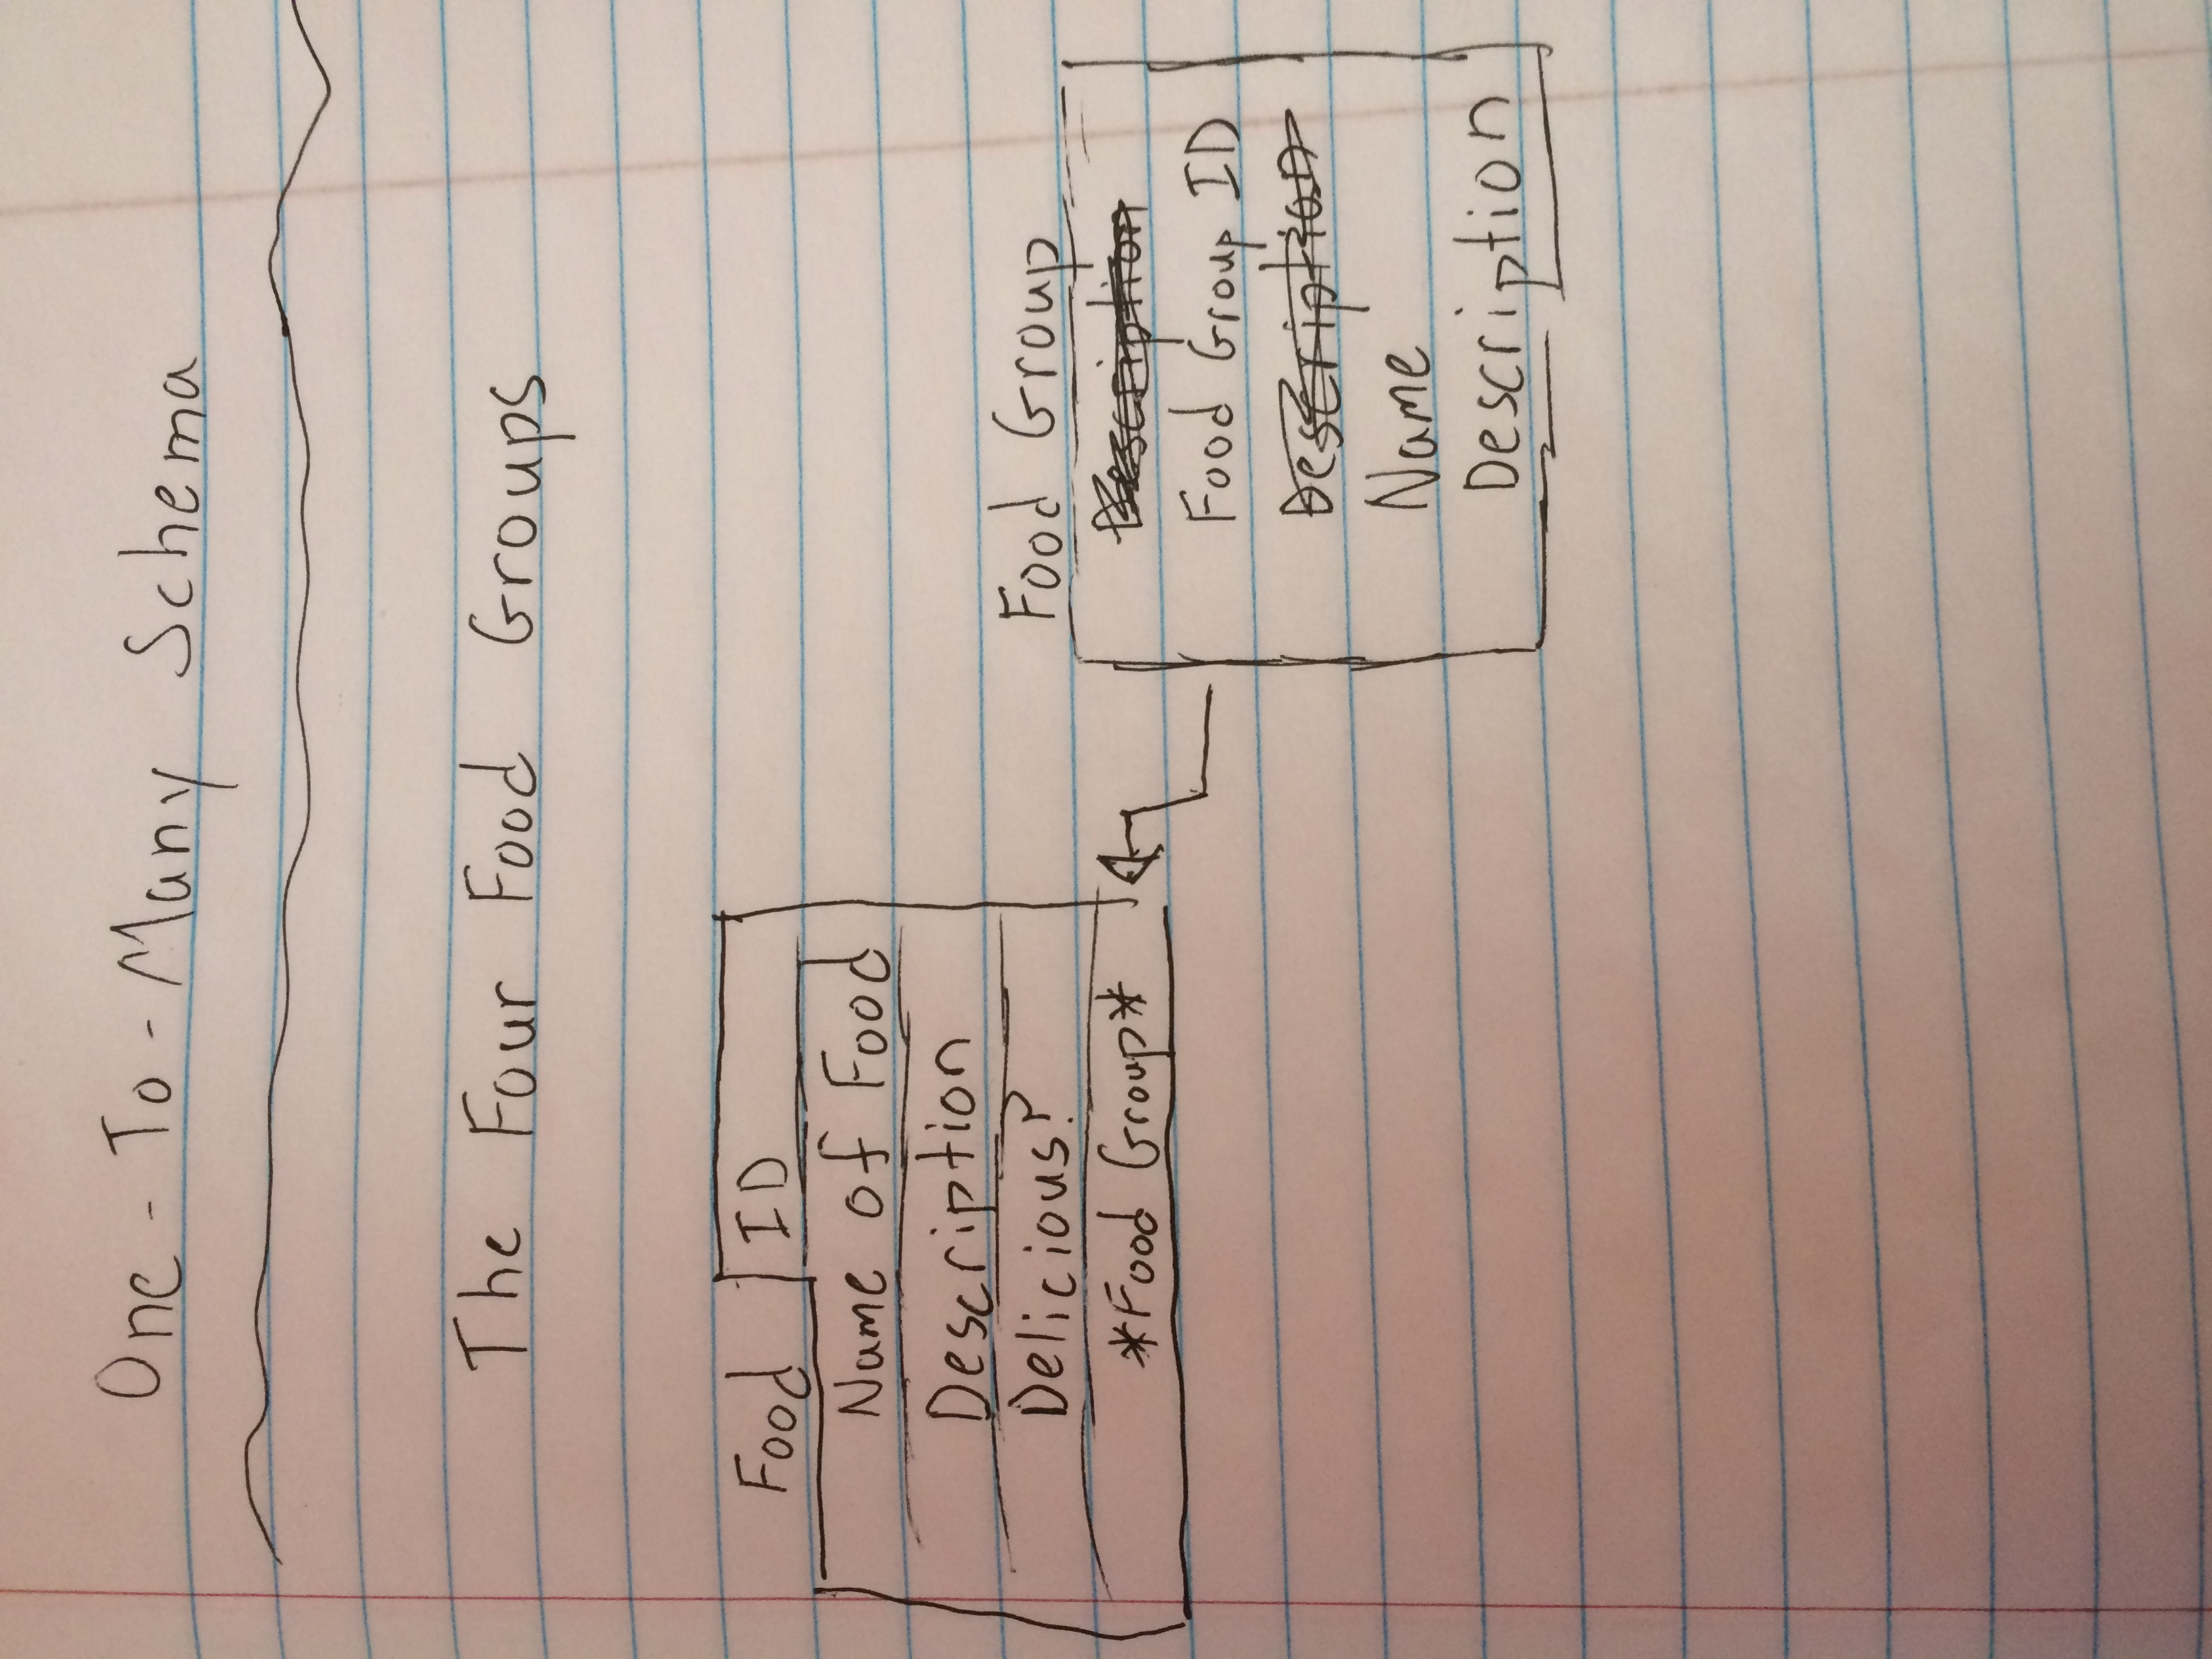 One - To - Many Schema
The Four Food Groups
Food ID
Name of Food
Description
Delicious?
*Food Group*
Food Group
Description
Food Group ID
Description
Name
Description